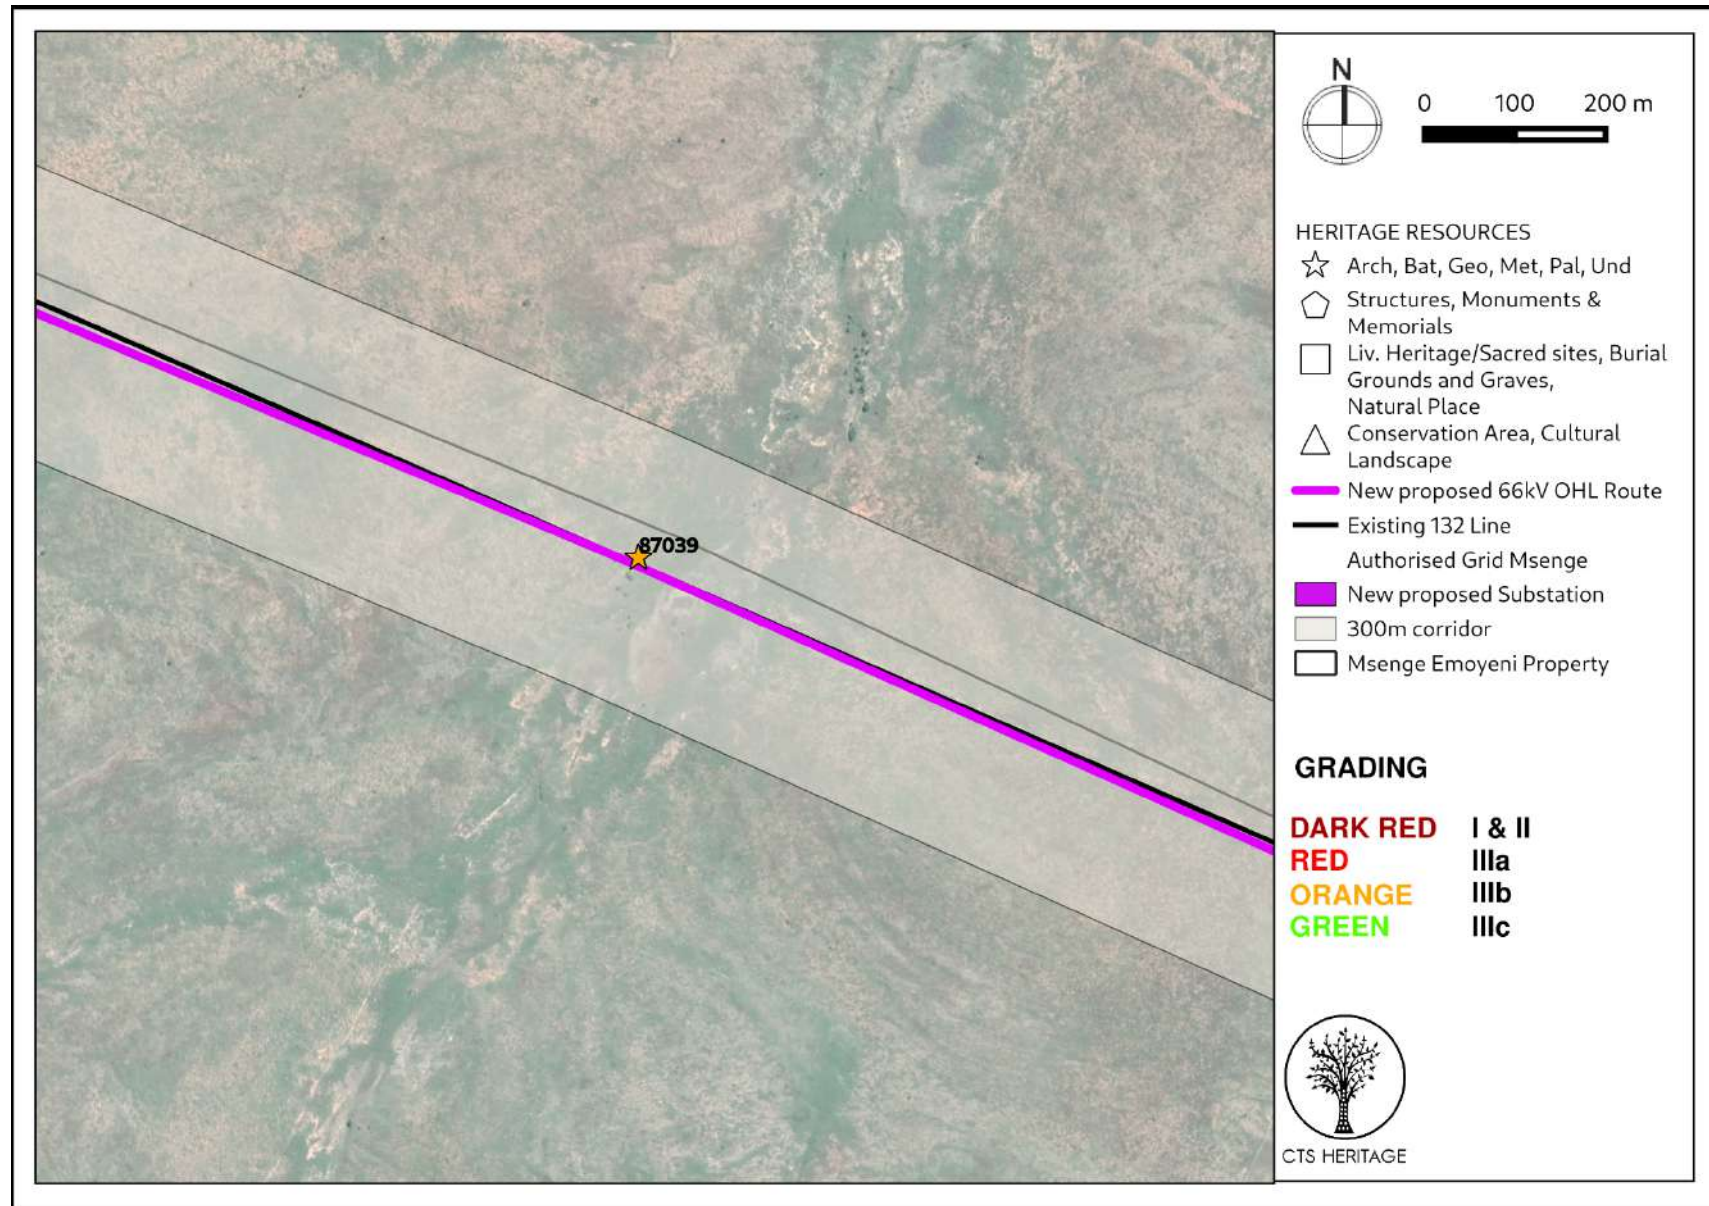 87039
N
0 100 200 m
HERITAGE RESOURCES
Arch, Bat, Geo, Met, Pal, Und
Structures, Monuments &
Memorials
Liv. Heritage/Sacred sites, Burial
Grounds and Graves,
Natural Place
Conservation Area, Cultural
Landscape
New proposed 66kV OHL Route
Existing 132 Line
Authorised Grid Msenge
New proposed Substation
300m corridor
Msenge Emoyeni Property
GRADING
DARK RED I & II
RED IIIa
ORANGE IIIb
GREEN IIIc
CTS HERITAGE